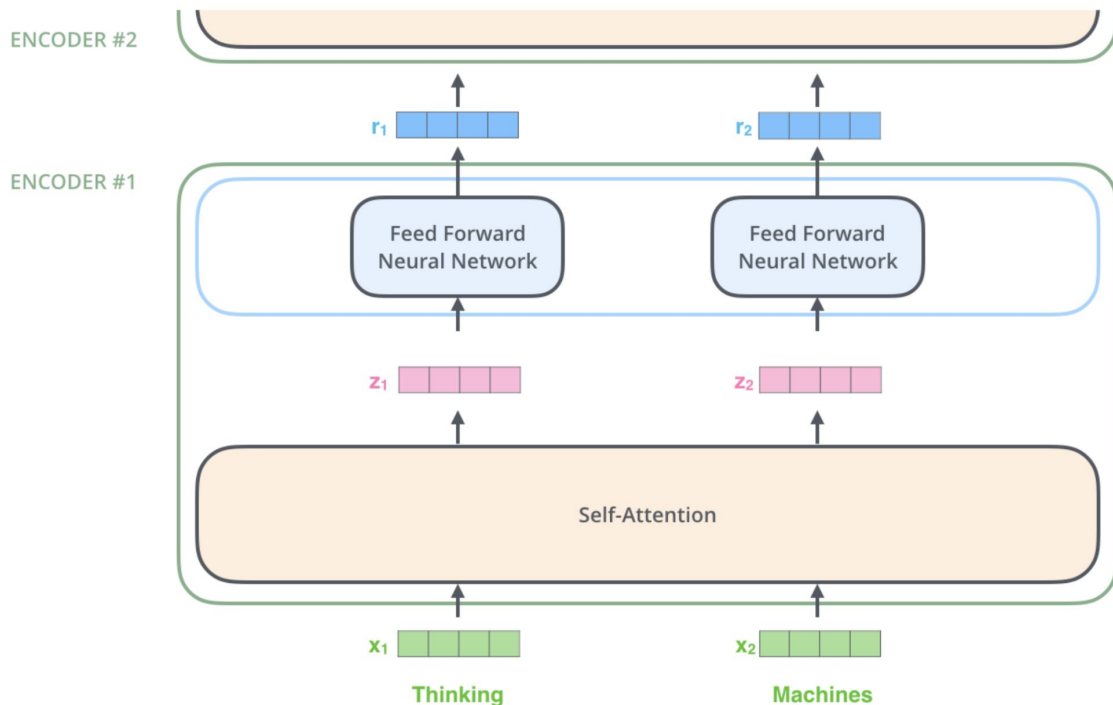 ENCODER #2
r₁
r₂
ENCODER #1
Feed Forward
Neural Network
Feed Forward
Neural Network
z₁
z₂
Self-Attention
x₁
x₂
Thinking
Machines